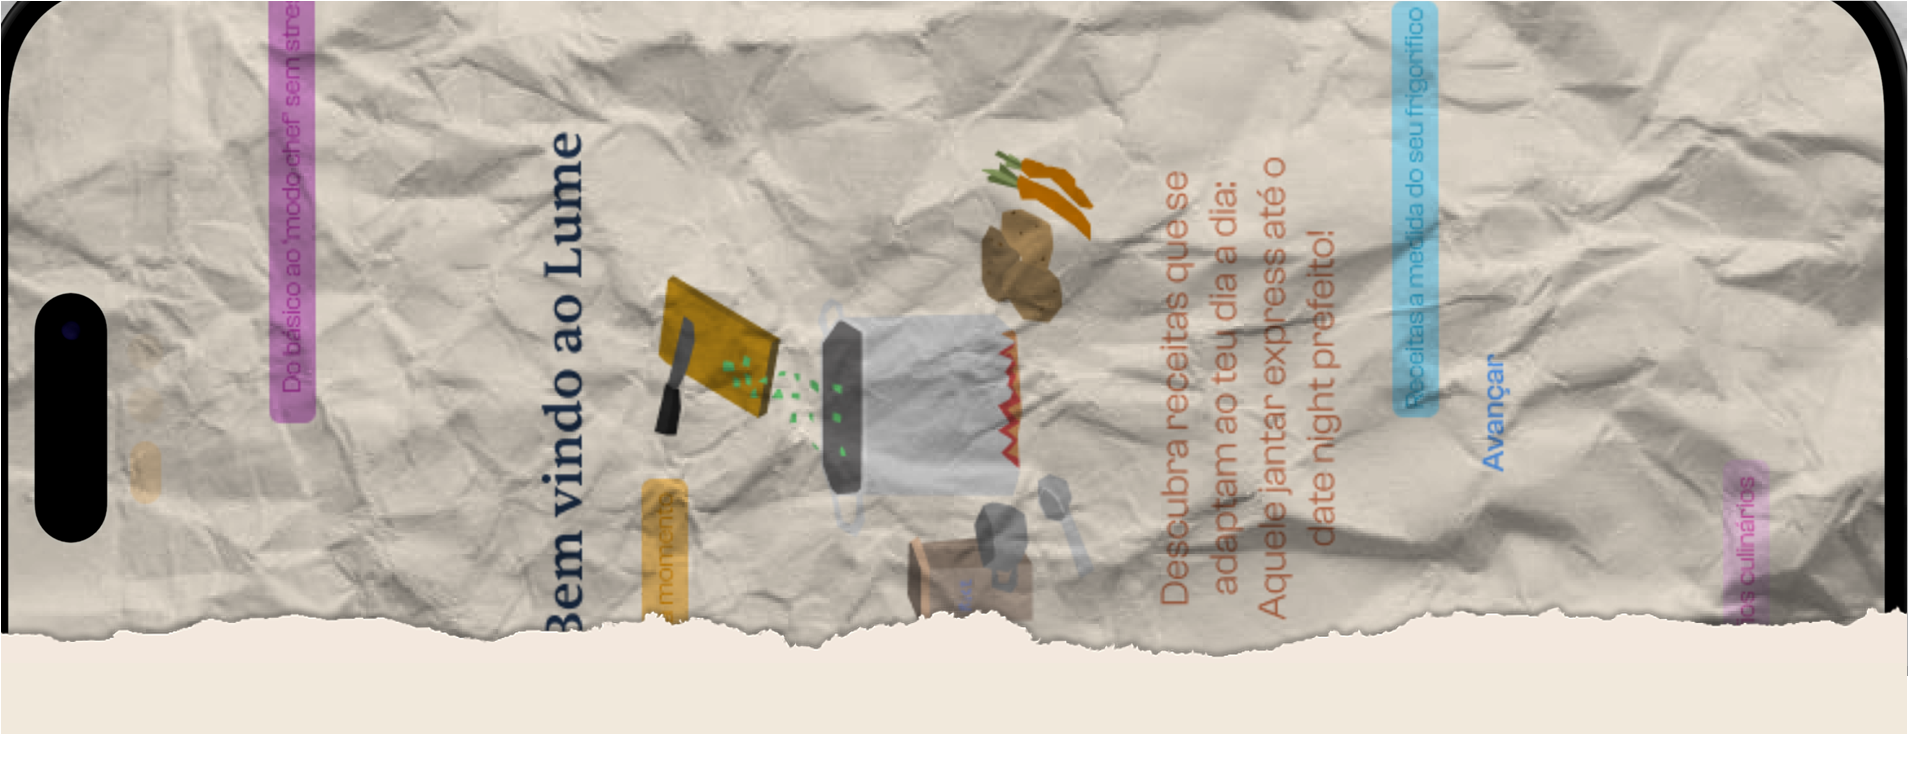 Do básico ao 'modo chef' sem stres
Bem vindo ao Lume
momento
Descubra receitas que se
adaptam ao teu dia a dia:
Aquele jantar express até o
date night prefeito!
Receitas a medida do seu frigorífico
Avançar
culinários